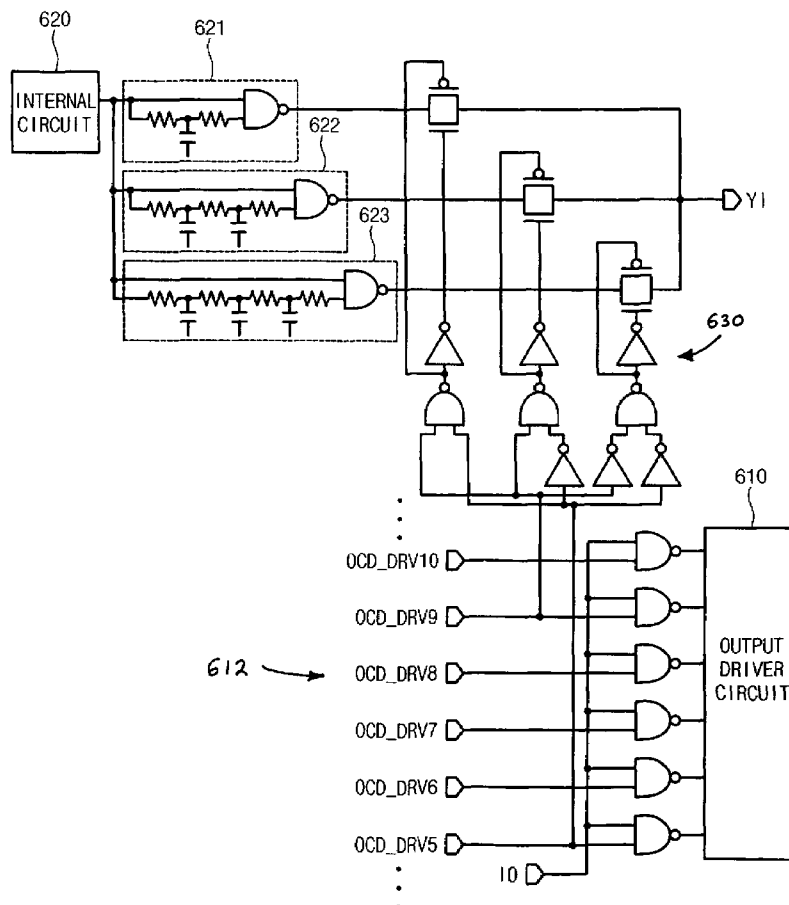 620
621
INTERNAL
CIRCUIT
622
623
YI
630
610
OCD_DRV10
OCD_DRV9
612
OCD_DRV8
OUTPUT
DRIVER
CIRCUIT
OCD_DRV7
OCD_DRV6
OCD_DRV5
IO